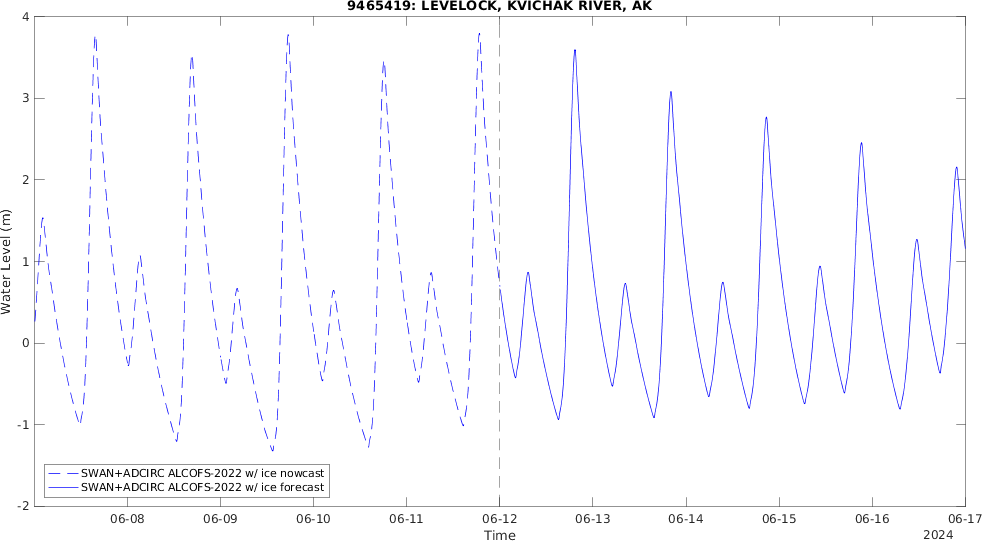 9465419: LEVELOCK, KVICHAK RIVER, AK
4
3
2
1
0
-1
-2
Water Level (m)
SWAN+ADCIRC ALCOFS-2022 w/ ice nowcast
SWAN+ADCIRC ALCOFS-2022 w/ ice forecast
06-08 06-09 06-10 06-11 06-12 06-13 06-14 06-15 06-16 06-17
Time
2024